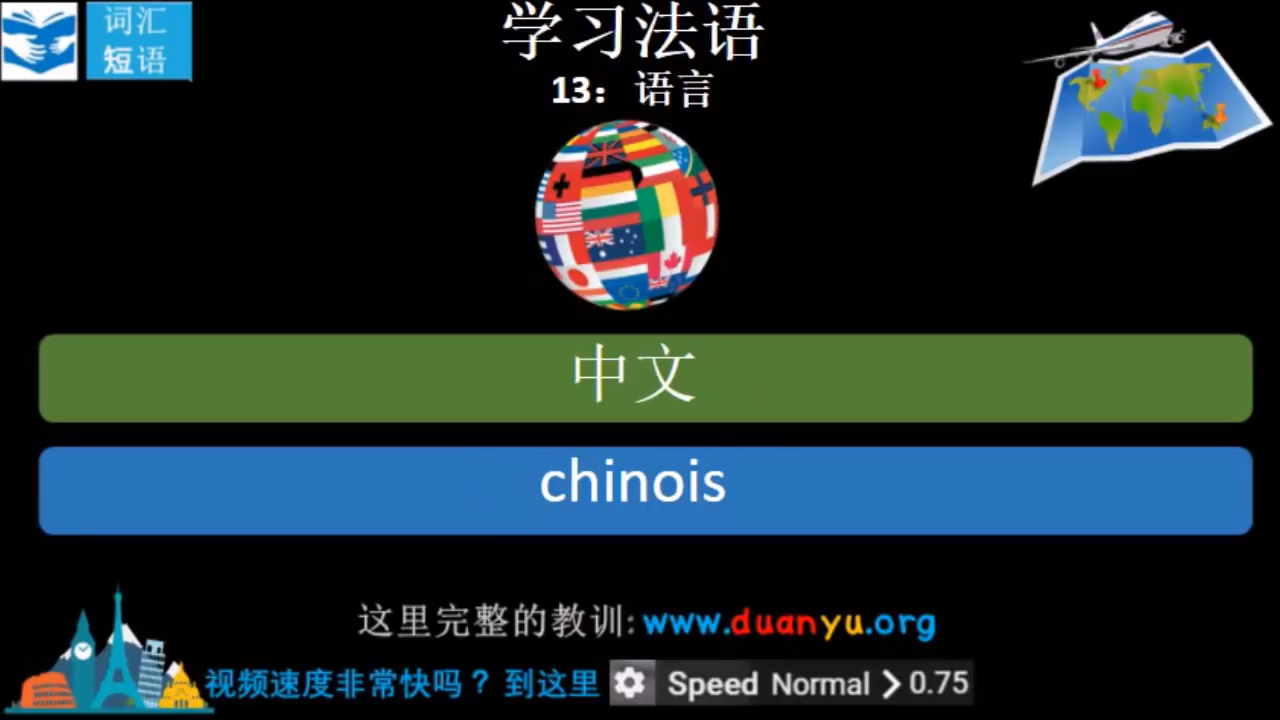 词汇
短语
学习法语
13：语言
中文
chinois
这里完整的教训: www.duanyu.org
视频速度非常快吗？ 到这里 Speed Normal > 0.75